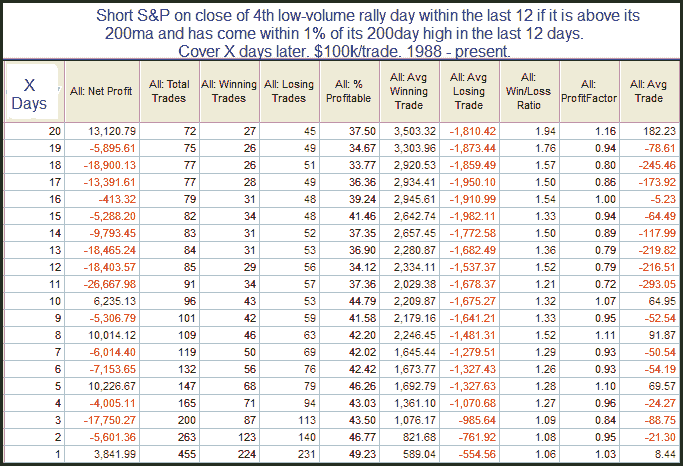 Short S&P on close of 4th low-volume rally day within the last 12 if it is above its
200ma and has come within 1% of its 200day high in the last 12 days.
Cover X days later. $100k/trade. 1988 - present.
X Days All: Net Profit All: Total Trades All: Winning Trades All: Losing Trades All: % Profitable All: Avg Winning Trade All: Avg Losing Trade All: Win/Loss Ratio All: ProfitFactor All: Avg Trade
20 13,120.79 72 27 45 37.50 3,503.32 -1,810.42 1.94 1.16 182.23
19 -5,895.61 75 26 49 34.67 3,303.96 -1,873.44 1.76 0.94 -78.61
18 -18,900.13 77 26 51 33.77 2,920.53 -1,859.49 1.57 0.80 -245.46
17 -13,391.61 77 28 49 36.36 2,934.41 -1,950.10 1.50 0.86 -173.92
16 -413.32 79 31 48 39.24 2,945.61 -1,910.99 1.54 1.00 -5.23
15 -5,288.20 82 34 48 41.46 2,642.74 -1,982.11 1.33 0.94 -64.49
14 -9,793.45 83 31 52 37.35 2,657.45 -1,772.58 1.50 0.89 -117.99
13 -18,465.24 84 31 53 36.90 2,280.87 -1,682.49 1.36 0.79 -219.82
12 -18,403.57 85 29 56 34.12 2,334.11 -1,537.37 1.52 0.79 -216.51
11 -26,667.98 91 34 57 37.36 2,029.38 -1,678.37 1.21 0.72 -293.05
10 6,235.13 96 43 53 44.79 2,209.87 -1,675.27 1.32 1.07 64.95
9 -5,306.79 101 42 59 41.58 2,179.16 -1,641.21 1.33 0.95 -52.54
8 10,014.12 109 46 63 42.20 2,246.45 -1,481.31 1.52 1.11 91.87
7 -6,014.40 119 50 69 42.02 1,645.44 -1,279.51 1.29 0.93 -50.54
6 -7,153.65 132 56 76 42.42 1,673.77 -1,327.43 1.26 0.93 -54.19
5 10,226.67 147 68 79 46.26 1,692.79 -1,327.63 1.28 1.10 69.57
4 -4,005.11 165 71 94 43.03 1,361.10 -1,070.68 1.27 0.96 -24.27
3 -17,750.27 200 87 113 43.50 1,076.17 -985.64 1.09 0.84 -88.75
2 -5,601.36 263 123 140 46.77 821.68 -761.92 1.08 0.95 -21.30
1 3,841.99 455 224 231 49.23 589.04 -554.56 1.06 1.03 8.44